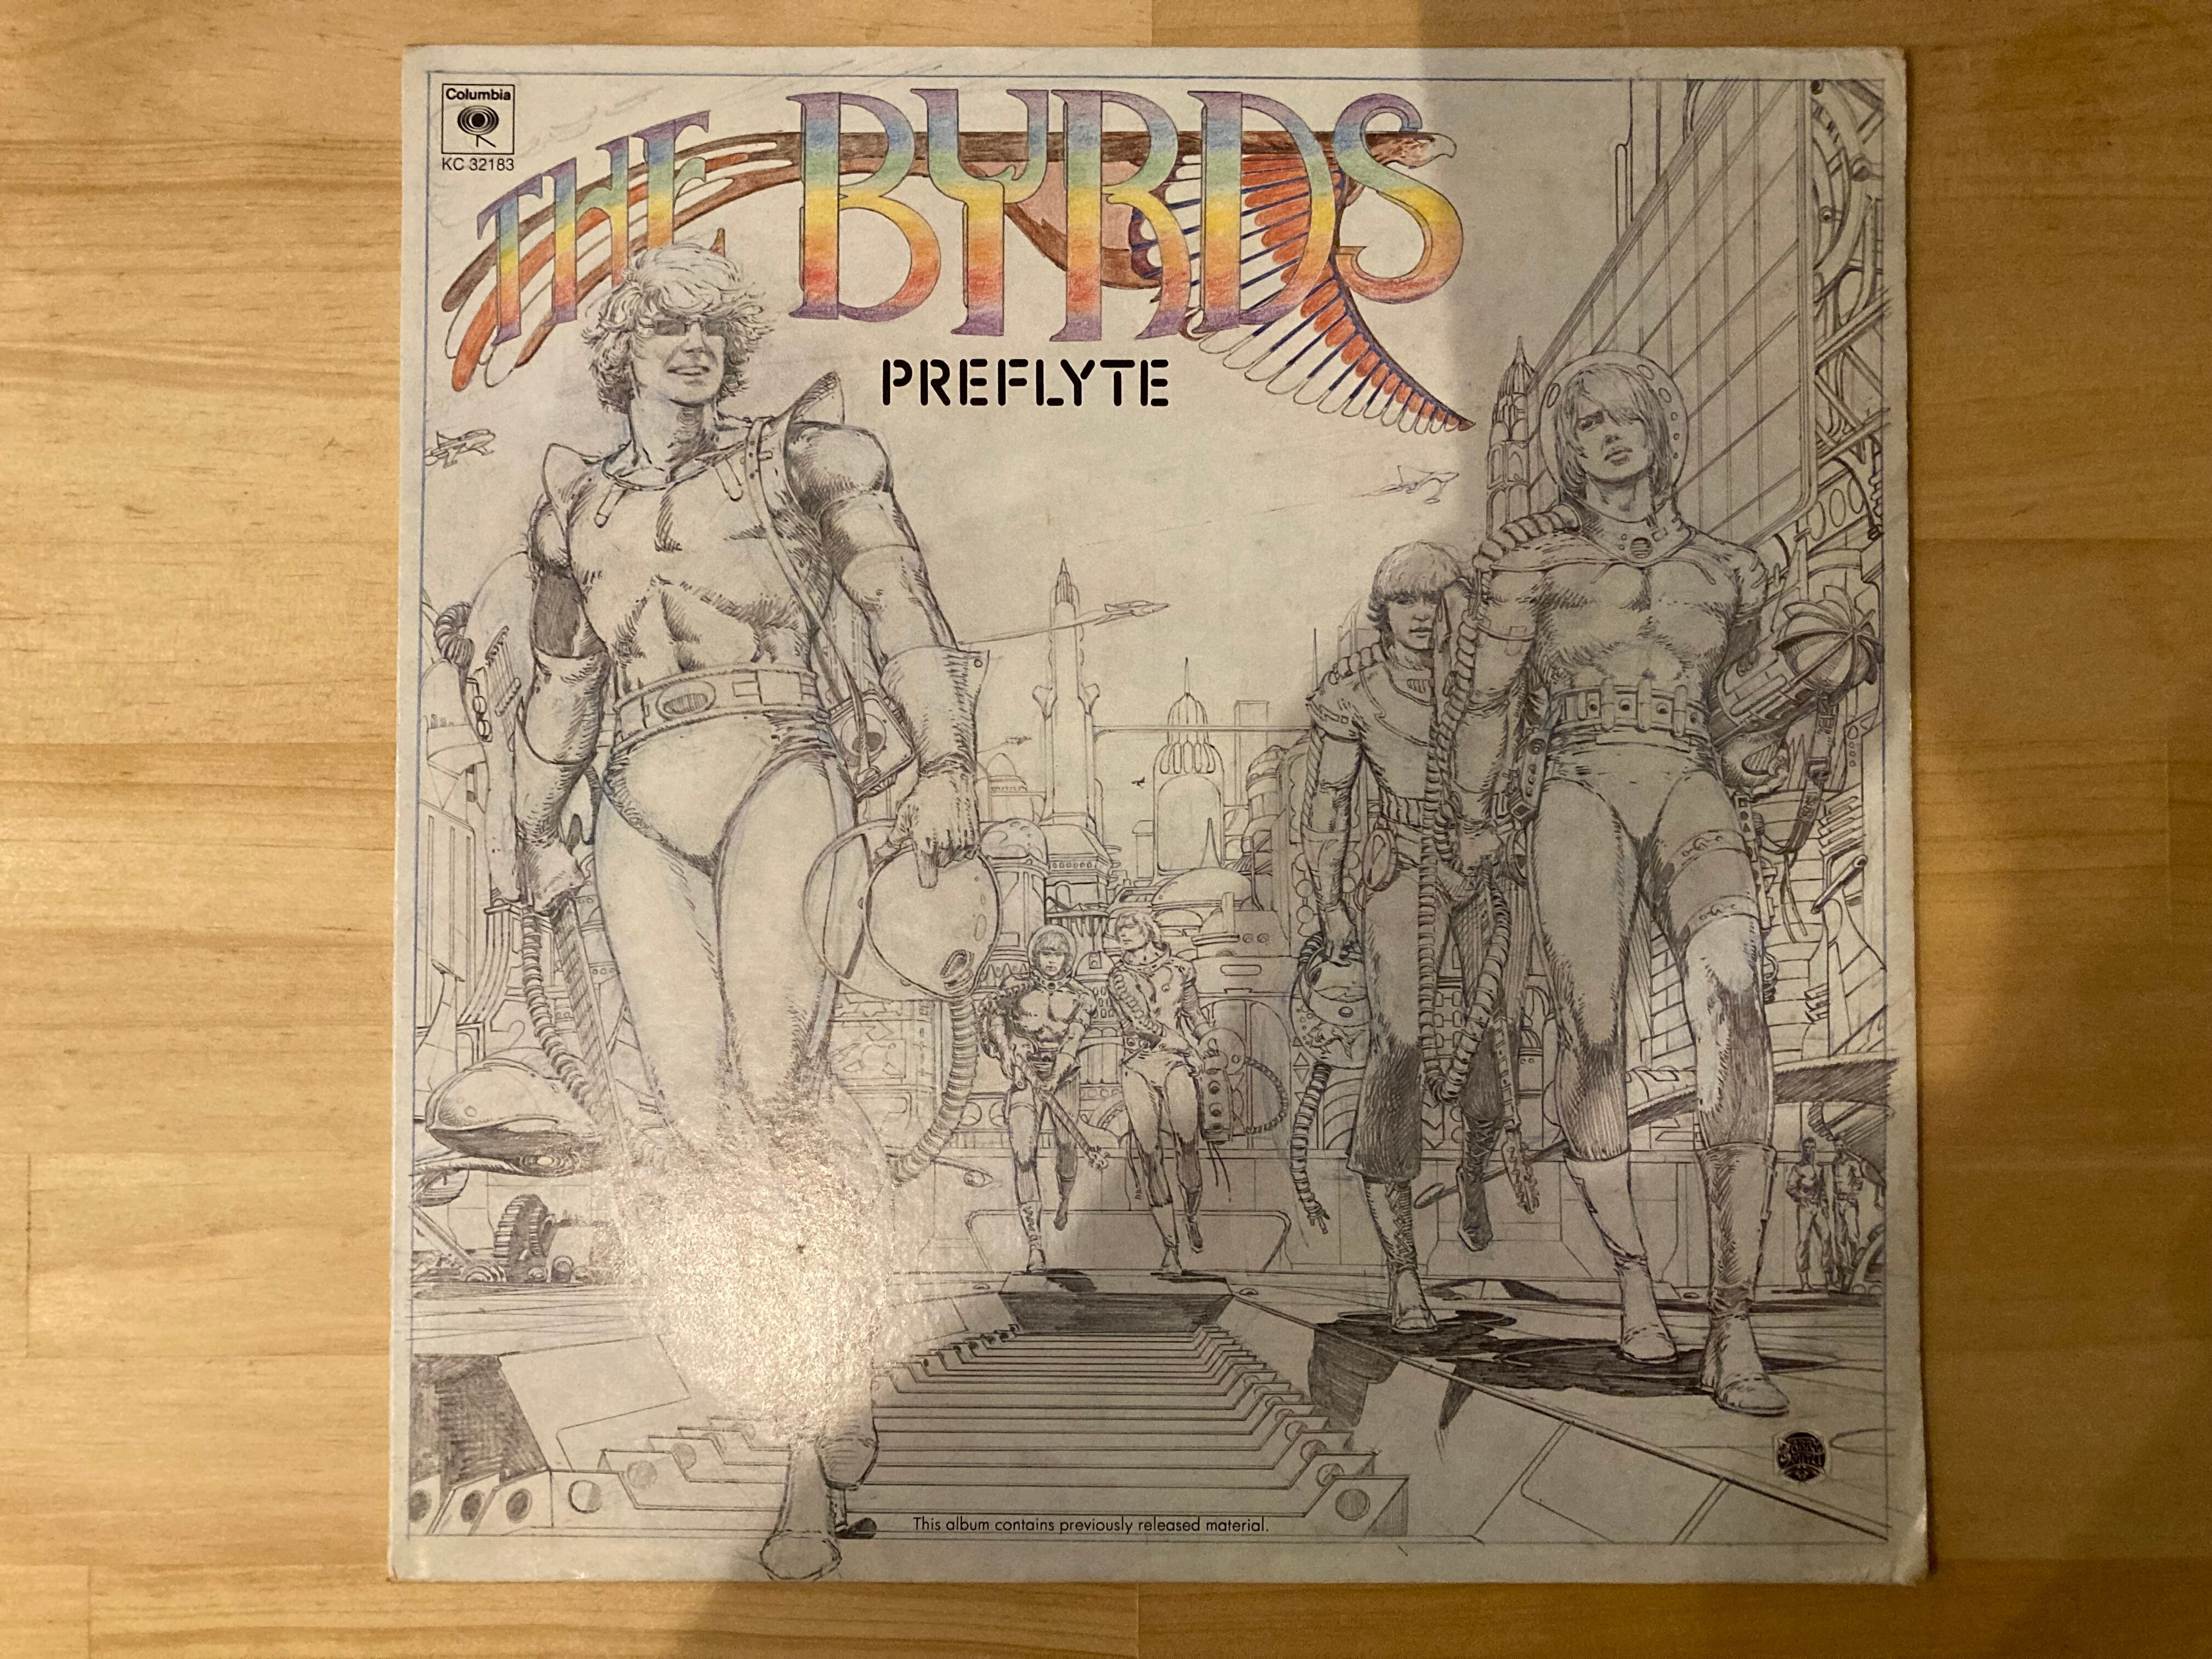 Columbia
KC 32183
THE BYRDS
PREFLYTE
This album contains previously released material.